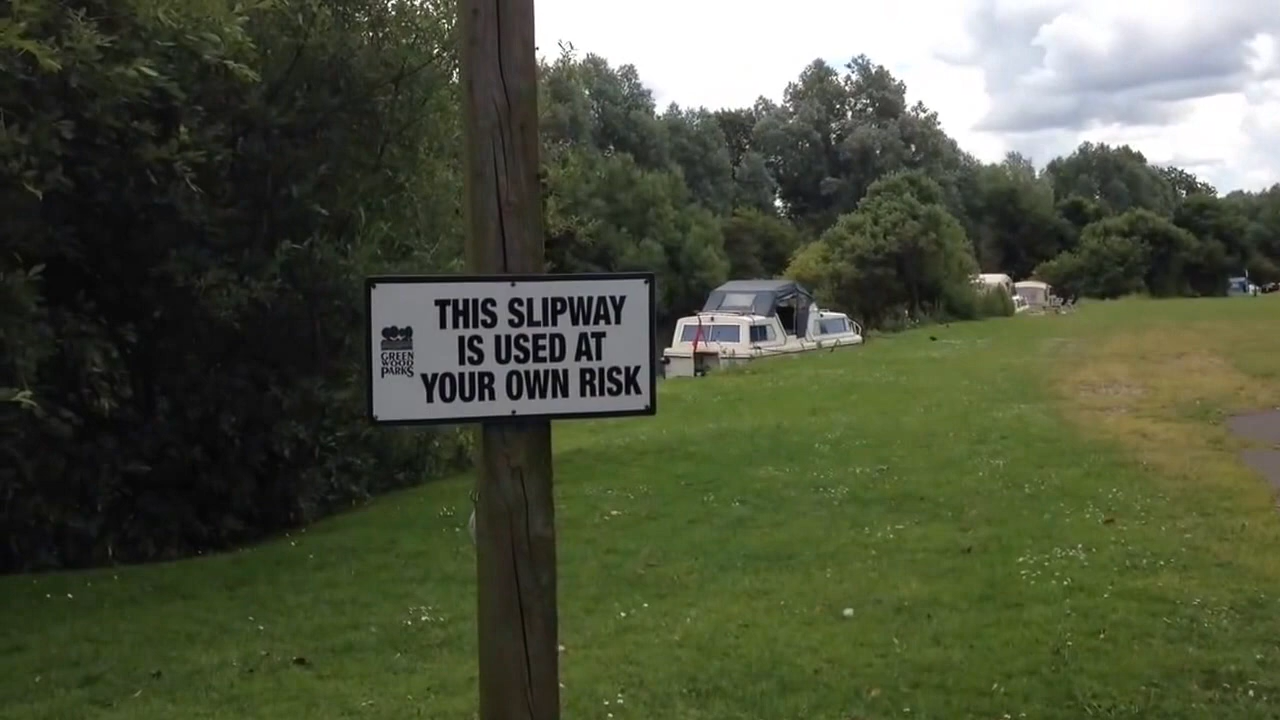 THIS SLIPWAY
IS USED AT
YOUR OWN RISK
GREEN
WOOD
PARKS